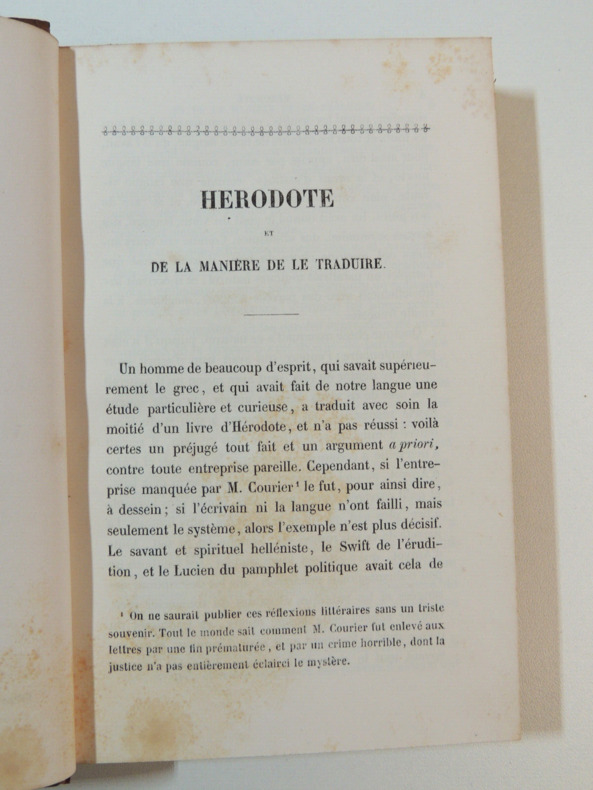 HERODOTE
ET
DE LA MANIÈRE DE LE TRADUIRE.
Un homme de beaucoup d'esprit, qui savait supérieu-
rement le grec, et qui avait fait de notre langue une
étude particulière et curieuse, a traduit avec soin la
moitié d'un livre d'Hérodote, et n'a pas réussi : voilà
certes un préjugé tout fait et un argument a priori,
contre toute entreprise pareille. Cependant, si l'entre-
prise manquée par M. Courier¹ le fut, pour ainsi dire,
à dessein; si l'écrivain ni la langue n'ont failli, mais
seulement le système, alors l'exemple n'est plus décisif.
Le savant et spirituel helléniste, le Swift de l'érudi-
tion, et le Lucien du pamphlet politique avait cela de
¹ On ne saurait publier ces réflexions littéraires sans un triste
souvenir. Tout le monde sait comment M. Courier fut enlevé aux
lettres par une fin prématurée, et par un crime horrible, dont la
justice n'a pas entièrement éclairci le mystère.